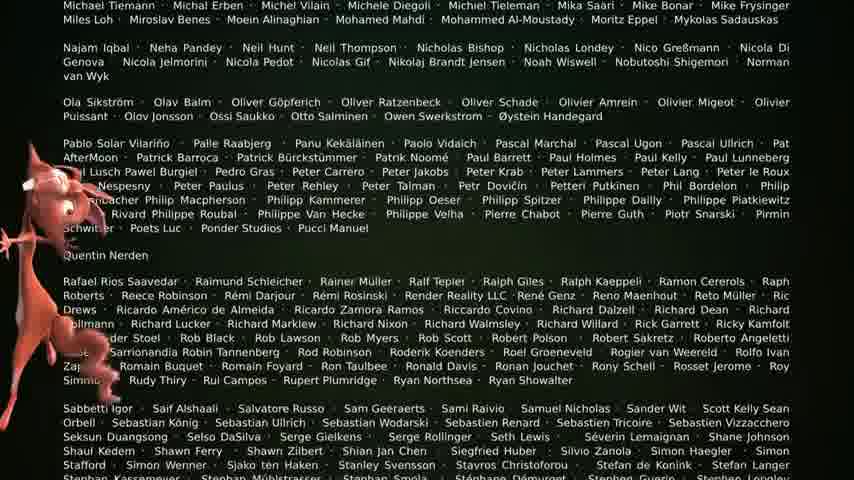 Michael Tiemann · Michal Erben · Michel Vilain · Michele Diegoli · Michiel Tieleman · Mika Saari · Mike Bonar · Mike Frysinger
Miles Loh · Miroslav Benes · Moein Alinaghian · Mohamed Mahdi · Mohammed Al-Moustady · Moritz Eppel · Mykolas Sadauskas
Najam Iqbal · Neha Pandey · Neil Hunt · Neil Thompson · Nicholas Bishop · Nicholas Londey · Nico Greßmann · Nicola Di
Genova · Nicola Jelmorini · Nicola Pedot · Nicolas Gif · Nikolaj Brandt Jensen · Noah Wiswell · Nobutoshi Shigemori · Norman
van Wyk
Ola Sikström · Olav Balm · Oliver Göpferich · Oliver Ratzenbeck · Oliver Schade · Olivier Amrein · Olivier Migeot · Olivier
Puissant · Olov Jonsson · Ossi Saukko · Otto Salminen · Owen Swerkstrom · Øystein Handegard
Pablo Solar Vilariño · Palle Raabjerg · Panu Kekäläinen · Paolo Vidaich · Pascal Marchal · Pascal Ugon · Pascal Ullrich · Pat
AfterMoon · Patrick Barroca · Patrick Bürckstümmer · Patrik Noomé · Paul Barrett · Paul Holmes · Paul Kelly · Paul Lunneberg
Lusch Pawel Burgiel · Pedro Gras · Peter Carrero · Peter Jakobs · Peter Krab · Peter Lammers · Peter Lang · Peter le Roux
Nespesny · Peter Paulus · Peter Rehley · Peter Talman · Petr Dovičín · Petteri Putkinen · Phil Bordelon · Philip
Philip Macpherson · Philipp Kammerer · Philipp Oeser · Philipp Spitzer · Philippe Dailly · Philippe Piatkiewitz
Rivard Philippe Roubal · Philippe Van Hecke · Philippe Velha · Pierre Chabot · Pierre Guth · Piotr Snarski · Pirmin
Schwitter · Poets Luc · Ponder Studios · Pucci Manuel
Quentin Nerden
Rafael Rios Saavedar · Raimund Schleicher · Rainer Müller · Ralf Tepler · Ralph Giles · Ralph Kaeppeli · Ramon Cererols · Raph
Roberts · Reece Robinson · Rémi Darjour · Rémi Rosinski · Render Reality LLC · René Genz · Reno Maenhout · Reto Müller · Ric
Drews · Ricardo Américo de Almeida · Ricardo Zamora Ramos · Riccardo Covino · Richard Dalzell · Richard Dean · Richard
Richard Lucker · Richard Marklew · Richard Nixon · Richard Walmsley · Richard Willard · Rick Garrett · Ricky Kamfolt
der Stoel · Rob Black · Rob Lawson · Rob Myers · Rob Scott · Robert Polson · Robert Sakretz · Roberto Angeletti
Sarrionandia Robin Tannenberg · Rod Robinson · Roderik Koenders · Roel Groeneveld · Rogier van Weereld · Rolfo Ivan
Romain Buquet · Romain Foyard · Ron Taulbee · Ronald Davis · Ronan Jouchet · Rony Schell · Rosset Jerome · Roy
Rudy Thiry · Rui Campos · Rupert Plumridge · Ryan Northsea · Ryan Showalter
Sabbetti Igor · Saif Alshaali · Salvatore Russo · Sam Geeraerts · Sami Raivio · Samuel Nicholas · Sander Wit · Scott Kelly Sean
Orbell · Sebastian König · Sebastian Ullrich · Sebastian Wodarski · Sebastien Renard · Sebastien Tricoire · Sebastien Vizzacchero
Seksun Duangsong · Selso DaSilva · Serge Gielkens · Serge Rollinger · Seth Lewis · Séverin Lemaignan · Shane Johnson
Shaul Kedem · Shawn Ferry · Shawn Zilbert · Shian Jan Chen · Siegfried Huber · Silvio Zanola · Simon Haegler · Simon
Stafford · Simon Wenner · Sjako ten Haken · Stanley Svensson · Stavros Christoforou · Stefan de Konink · Stefan Langer
Stephan Kassemeyer · Stephan Mühlstrasser · Stephan Smola · Stéphane Démurget · Stephen Guerin · Stephen Longley